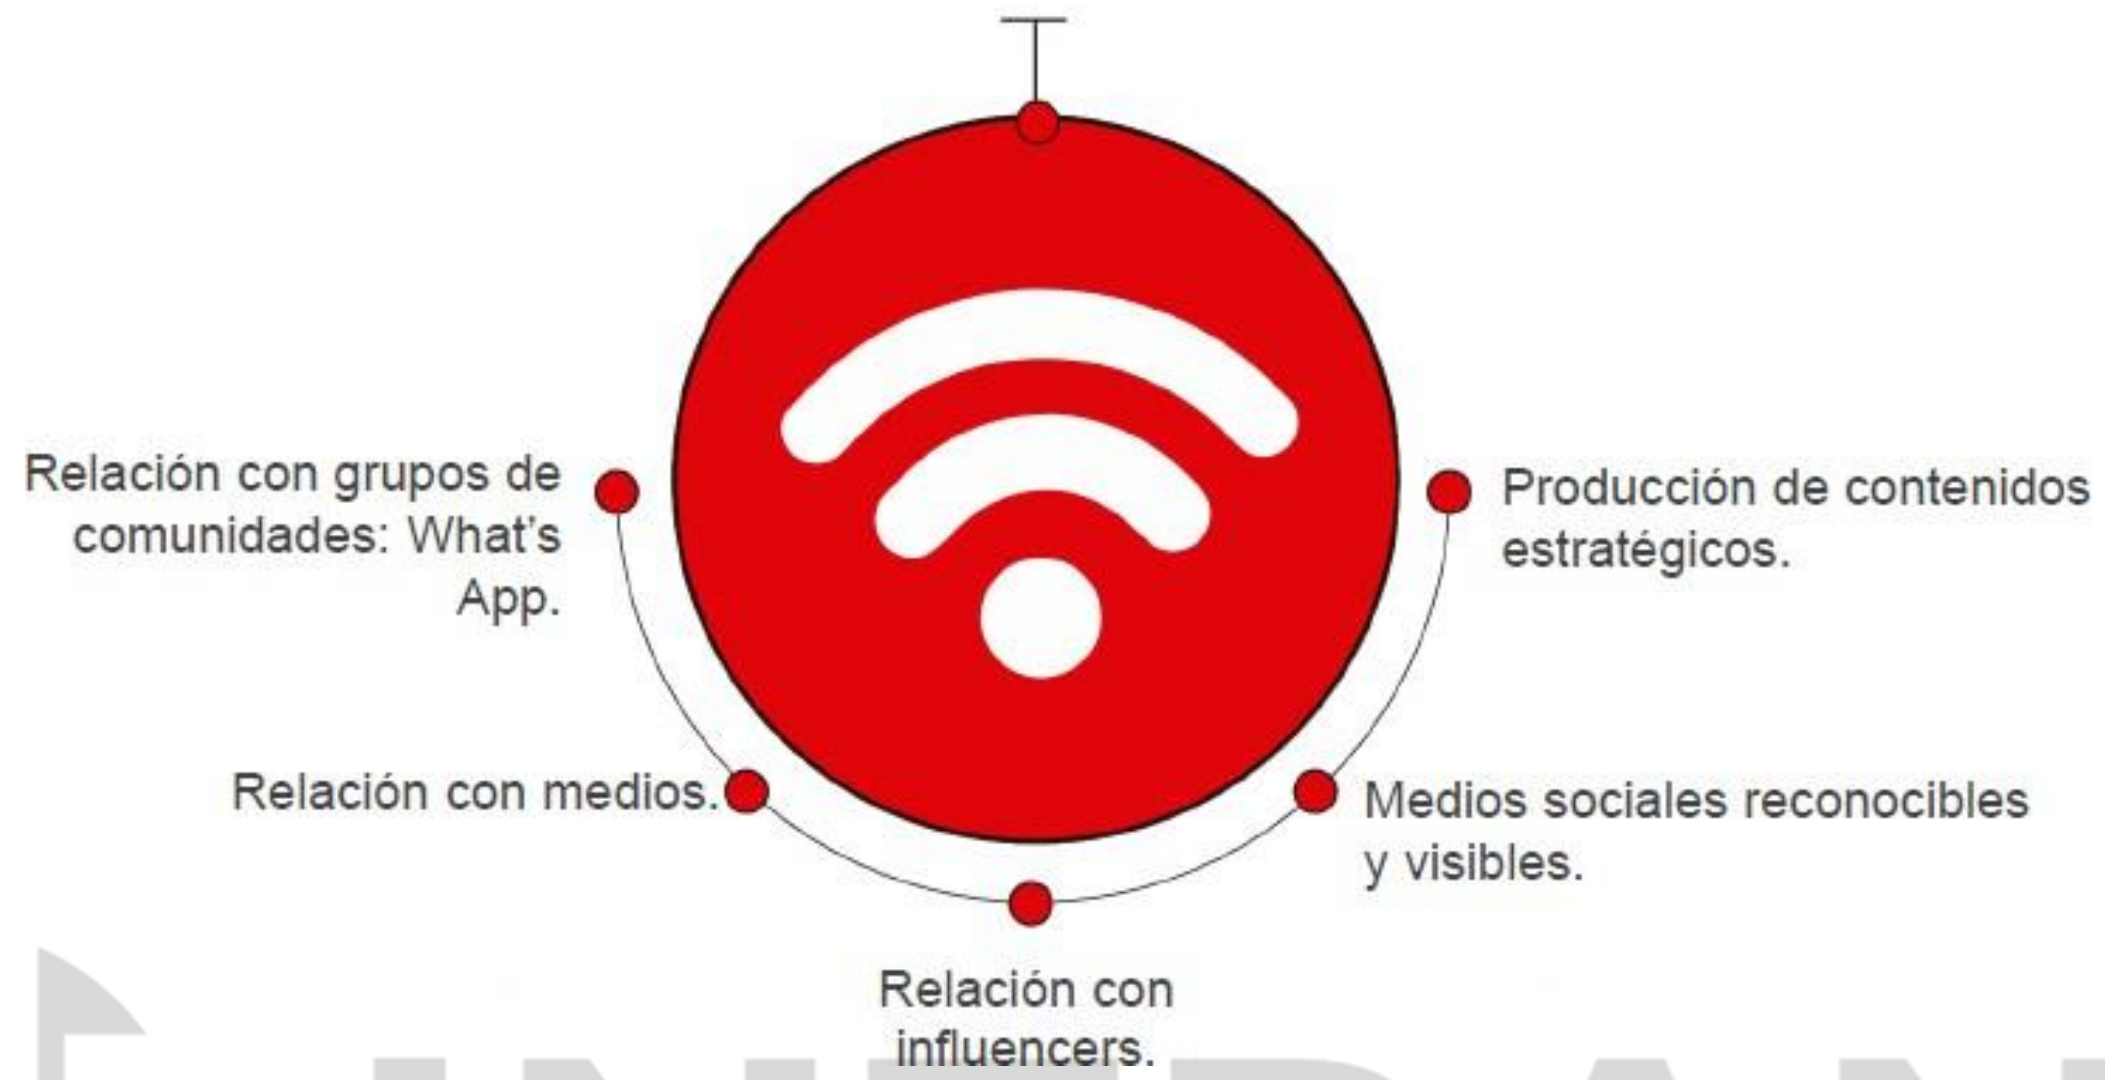 Relación con grupos de
comunidades: What's
App.
Producción de contenidos
estratégicos.
Relación con medios.
Medios sociales reconocibles
y visibles.
Relación con
influencers.